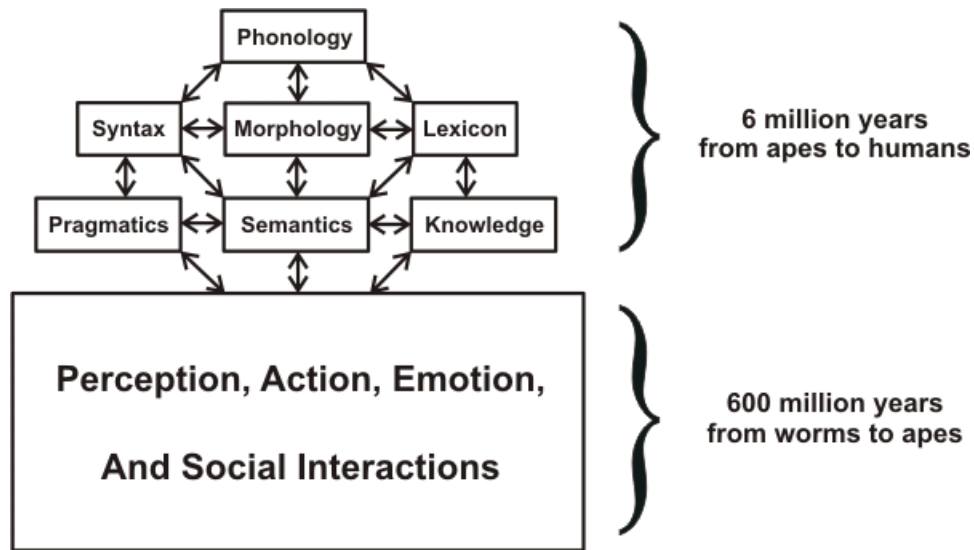 Phonology
Syntax
Morphology
Lexicon
Pragmatics
Semantics
Knowledge
6 million years
from apes to humans
Perception, Action, Emotion,
And Social Interactions
600 million years
from worms to apes